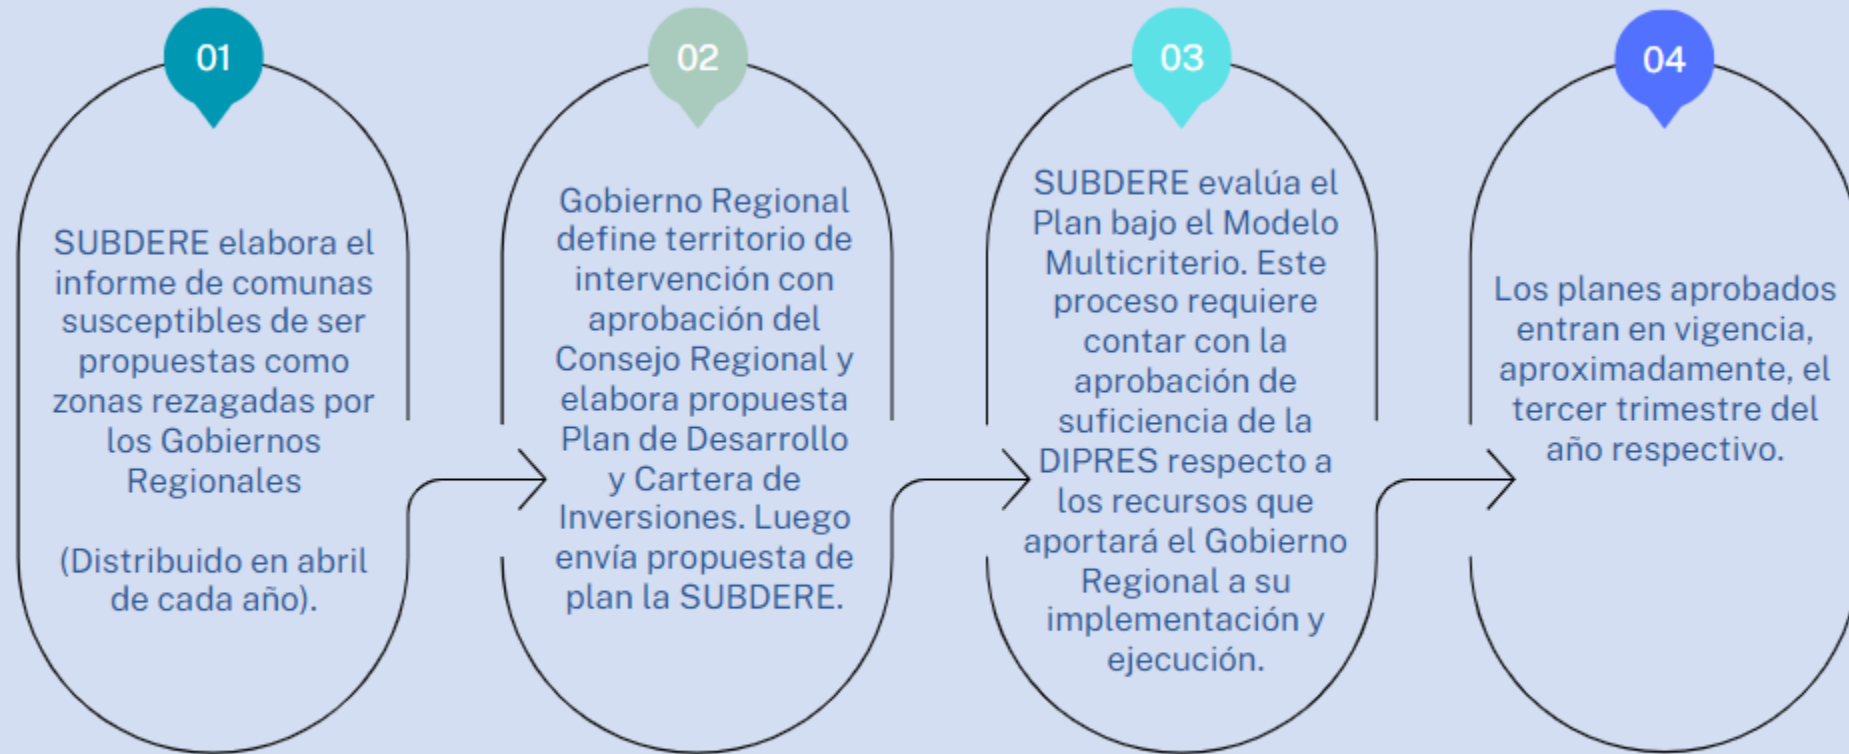 01
SUBDERE elabora el
informe de comunas
susceptibles de ser
propuestas como
zonas rezagadas por
los Gobiernos
Regionales
(Distribuido en abril
de cada año).
02
Gobierno Regional
define territorio de
intervención con
aprobación del
Consejo Regional y
elabora propuesta
Plan de Desarrollo
y Cartera de
Inversiones. Luego
envía propuesta de
plan la SUBDERE.
03
SUBDERE evalúa el
Plan bajo el Modelo
Multicriterio. Este
proceso requiere
contar con la
aprobación de
suficiencia de la
DIPRES respecto a
los recursos que
aportará el Gobierno
Regional a su
implementación y
ejecución.
04
Los planes aprobados
entran en vigencia,
aproximadamente, el
tercer trimestre del
año respectivo.